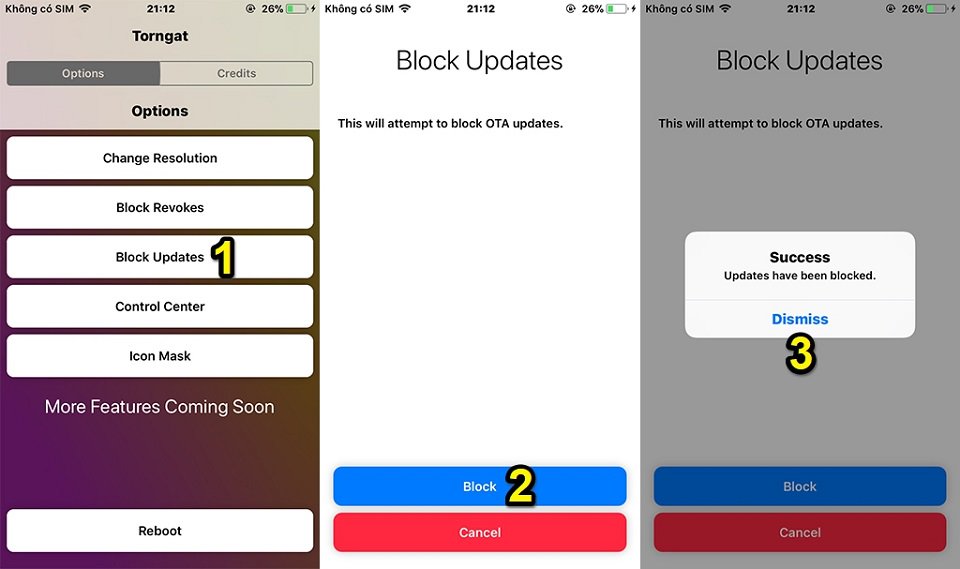 Không có SIM
21:12
26%
Torngat
Options
Credits
Options
Change Resolution
Block Revokes
Block Updates
1
Control Center
Icon Mask
More Features Coming Soon
Reboot
Không có SIM
21:12
26%
Block Updates
This will attempt to block OTA updates.
Block
2
Cancel
Không có SIM
21:12
26%
Block Updates
This will attempt to block OTA updates.
Success
Updates have been blocked.
Dismiss
3
Block
Cancel